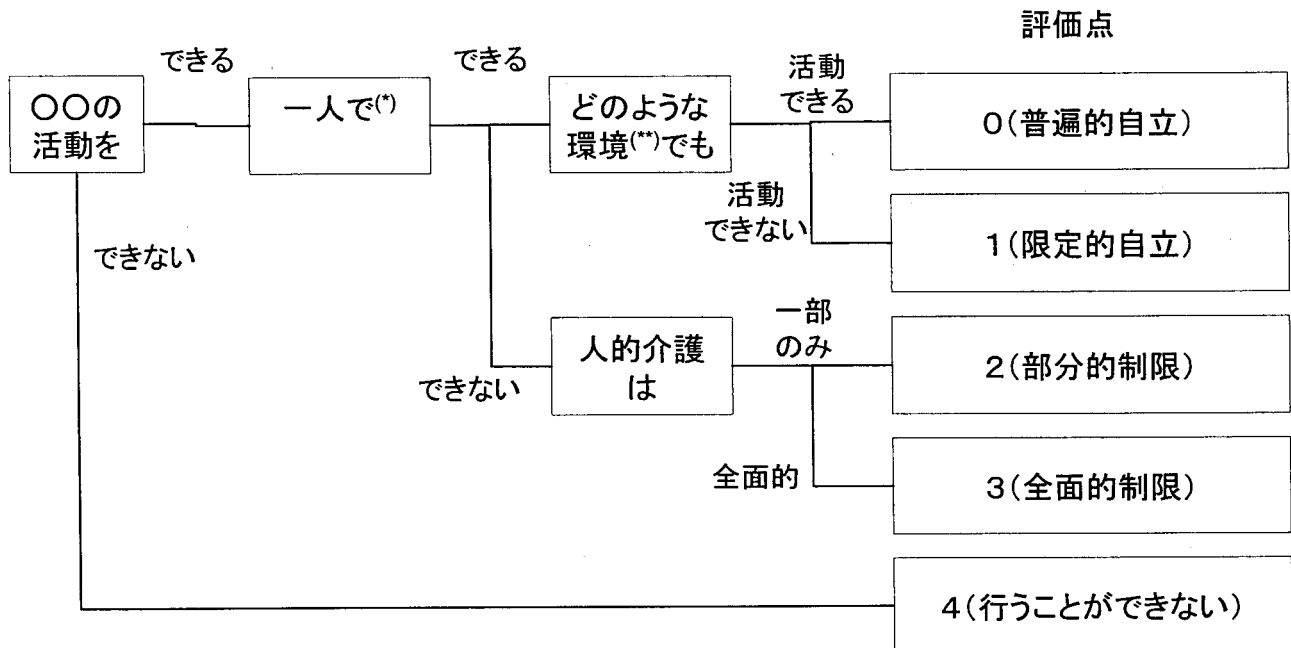 評価点
できる
できる
活動
できる
〇〇の
活動を
一人で(*)
どのような
環境(**)でも
0(普遍的自立)
活動
できない
1(限定的自立)
できない
一部
のみ
人的介護
は
2(部分的制限)
できない
全面的
3(全面的制限)
4(行うことができない)